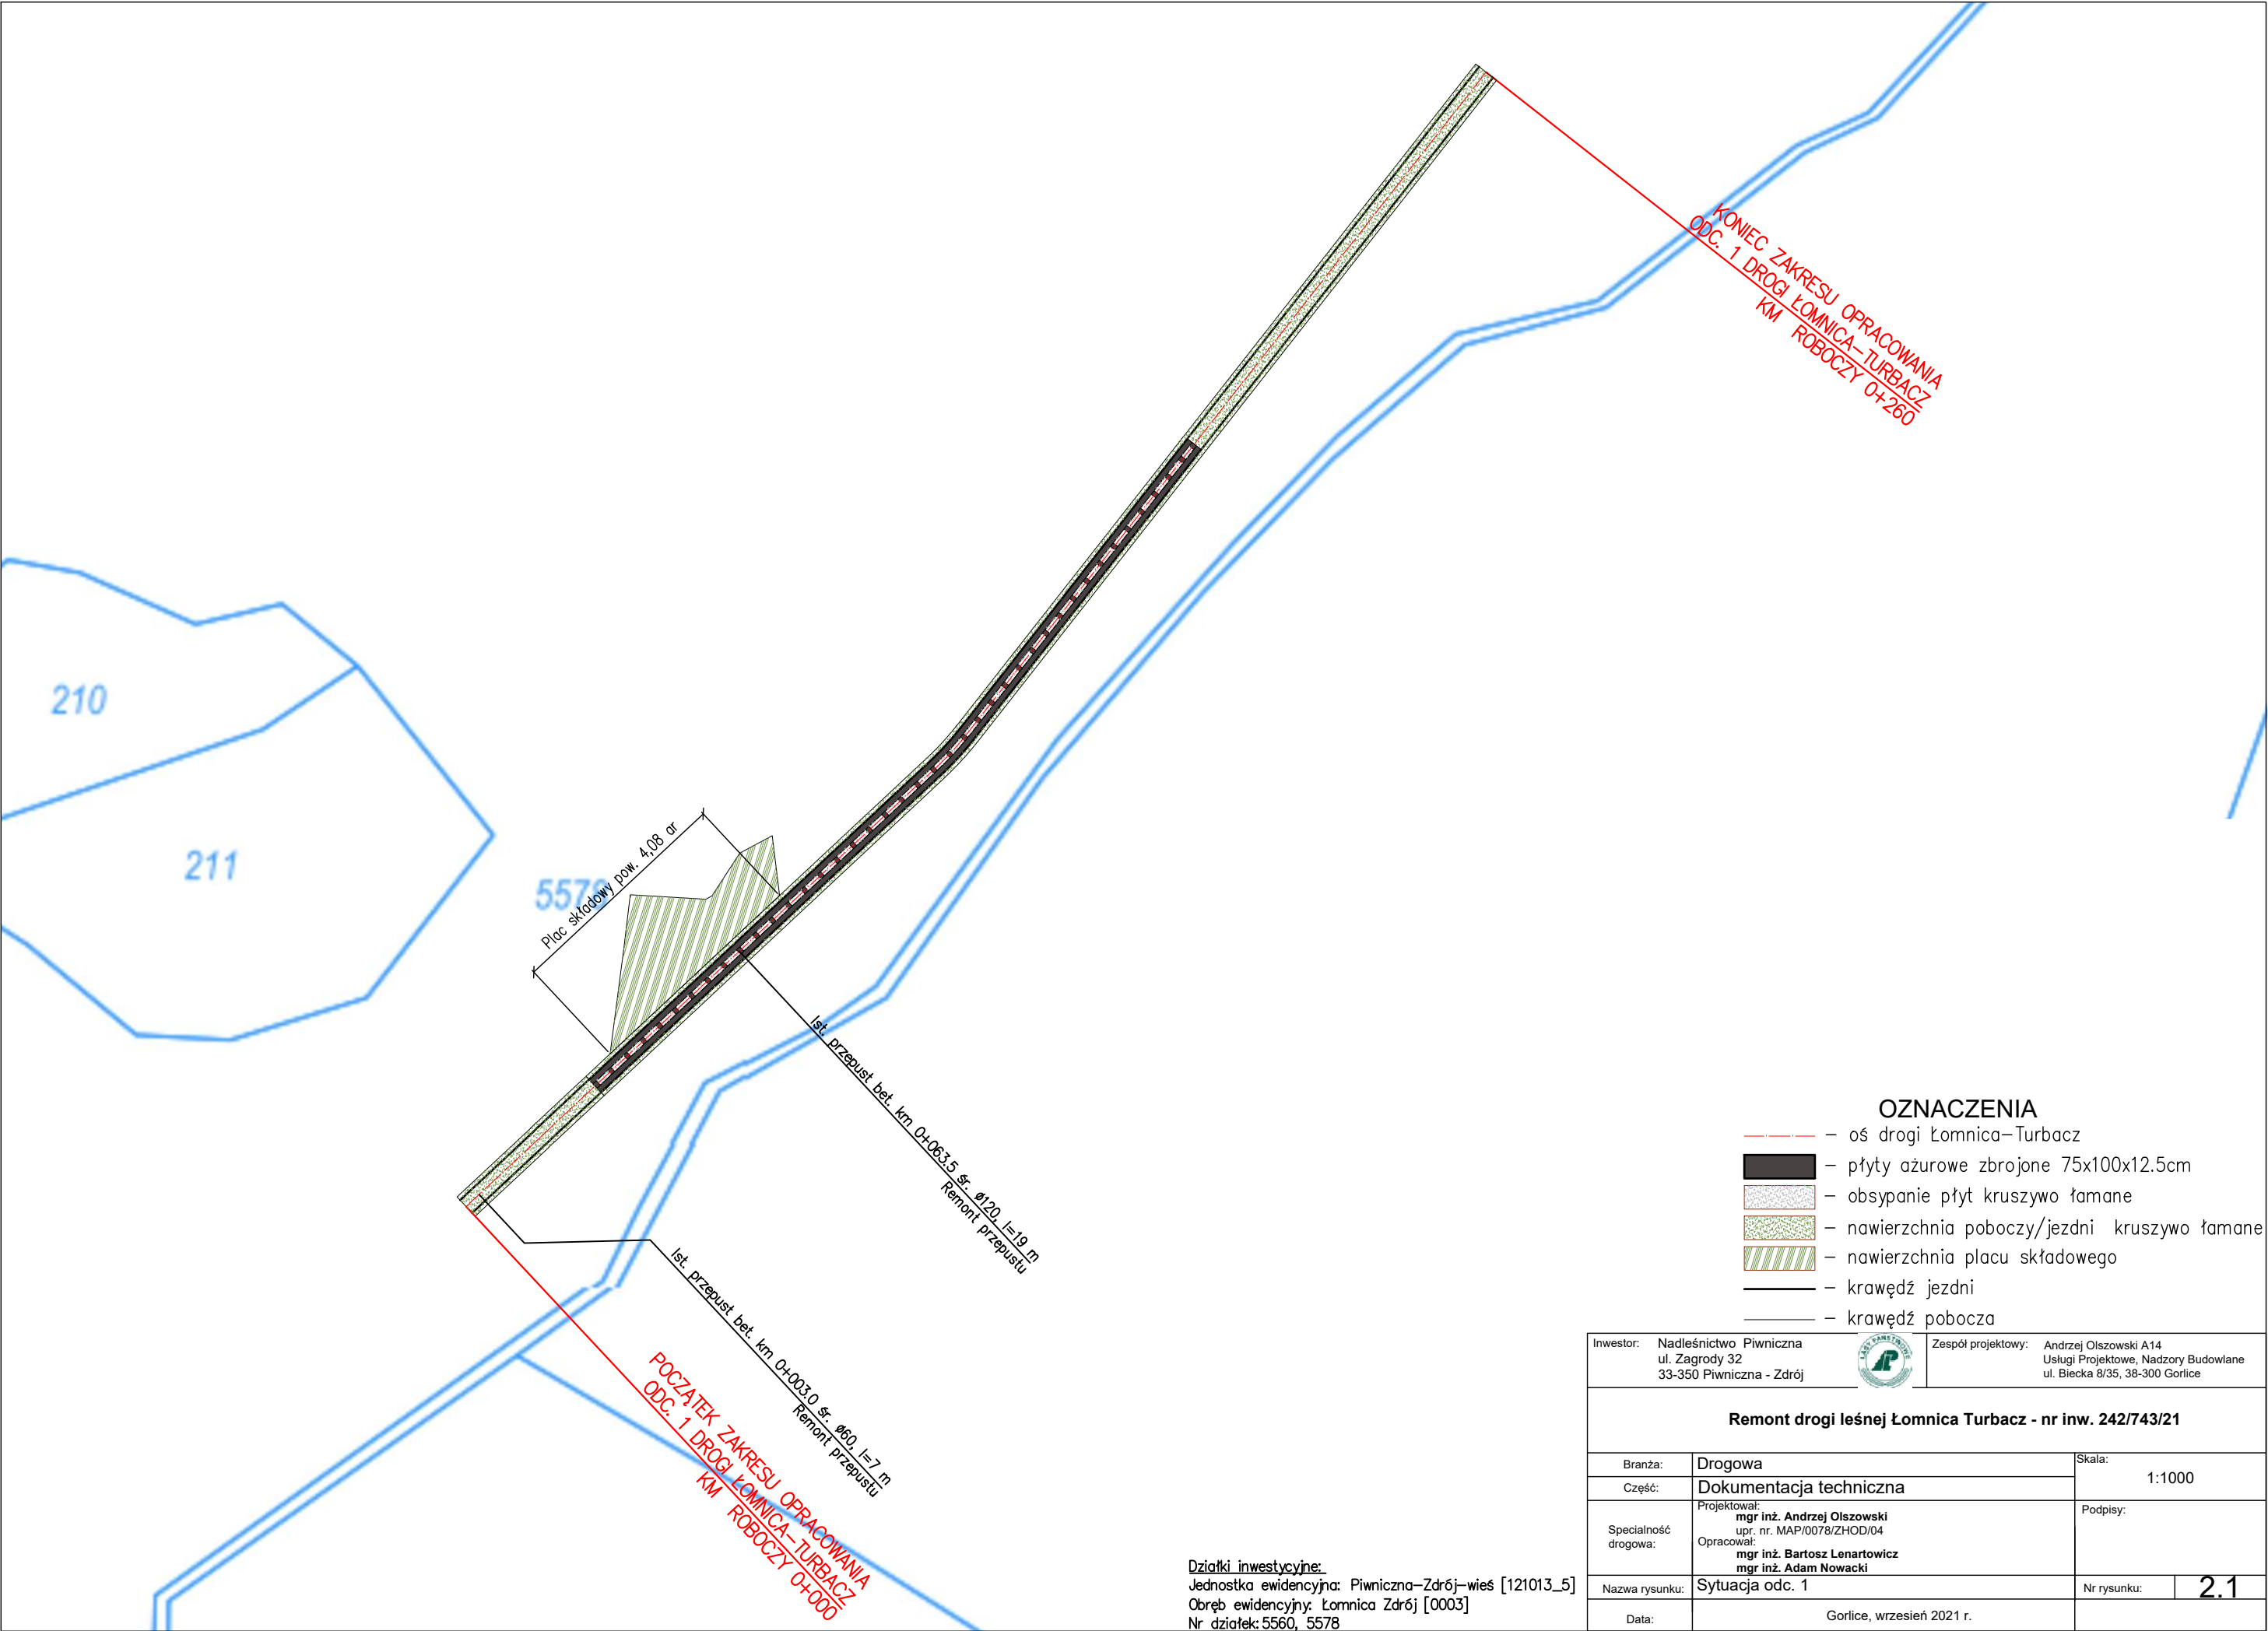 KONIEC ZAKRESU OPRACOWANIA
ODC. 1 DROGI ŁOMNICA-TURBACZ
KM ROBOCZY 0+260
210
211
5578
Plac składowy pow. 4,08 ar
Ist. przepust bet. km 0+063.5 śr. ø120, l=19 m
Remont przepustu
Ist. przepust bet. km 0+003.0 śr. ø60, l=7 m
Remont przepustu
POCZĄTEK ZAKRESU OPRACOWANIA
ODC. 1 DROGI ŁOMNICA-TURBACZ
KM ROBOCZY 0+000
OZNACZENIA
– oś drogi Łomnica-Turbacz
– płyty ażurowe zbrojone 75x100x12.5cm
– obsypanie płyt kruszywo łamane
– nawierzchnia poboczy/jezdni kruszywo łamane
– nawierzchnia placu składowego
– krawędź jezdni
– krawędź pobocza
Działki inwestycyjne:
Jednostka ewidencyjna: Piwniczna-Zdrój-wieś [121013_5]
Obręb ewidencyjny: Łomnica Zdrój [0003]
Nr działek: 5560, 5578
Inwestor: Nadleśnictwo Piwniczna
ul. Zagrody 32
33-350 Piwniczna - Zdrój
LASY PAŃSTWOWE
Zespół projektowy: Andrzej Olszowski A14
Usługi Projektowe, Nadzory Budowlane
ul. Biecka 8/35, 38-300 Gorlice
Remont drogi leśnej Łomnica Turbacz - nr inw. 242/743/21
Branża: Drogowa
Skala:
1:1000
Część: Dokumentacja techniczna
Specialność
drogowa:
Projektował:
mgr inż. Andrzej Olszowski
upr. nr. MAP/0078/ZHOD/04
Opracował:
mgr inż. Bartosz Lenartowicz
mgr inż. Adam Nowacki
Podpisy:
Nazwa rysunku: Sytuacja odc. 1
Nr rysunku: 2.1
Data: Gorlice, wrzesień 2021 r.